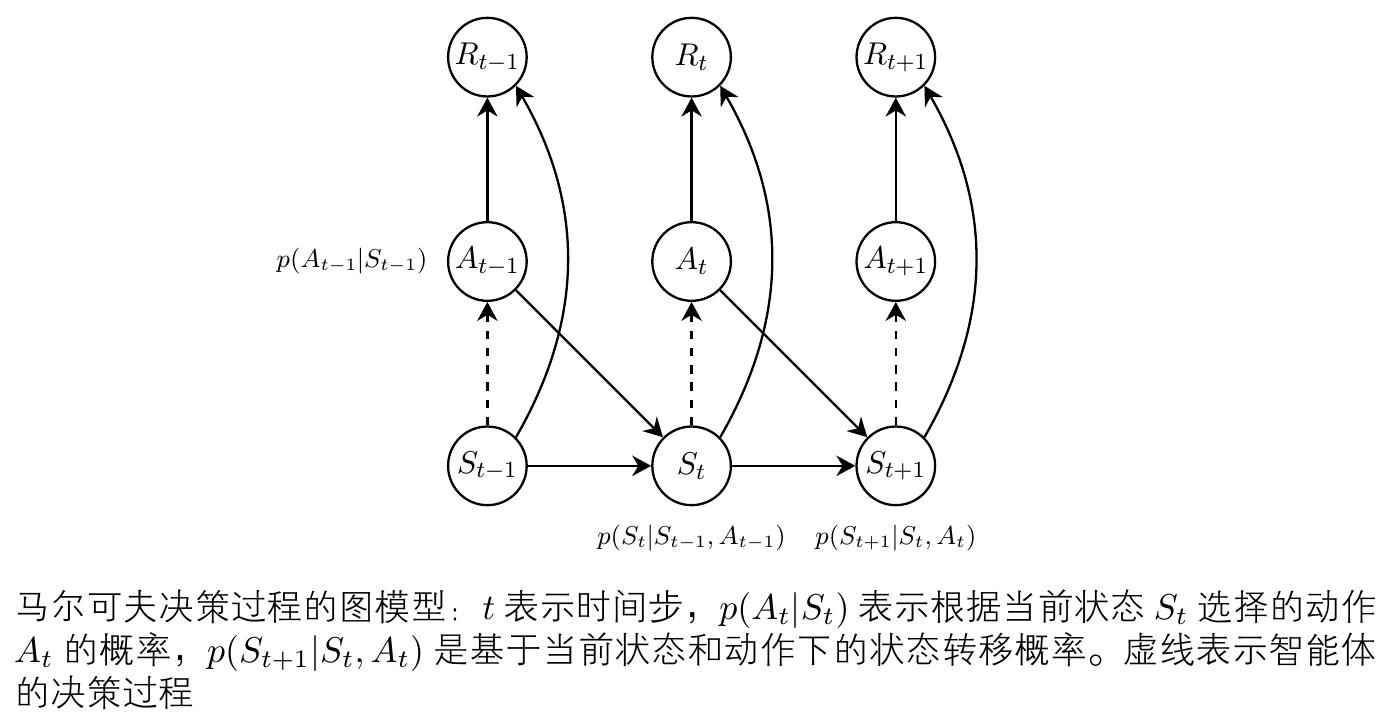 R_{t−1} R_t R_{t+1}
p(A_{t−1}|S_{t−1}) A_{t−1} A_t A_{t+1}
S_{t−1} S_t S_{t+1}
p(S_t|S_{t−1}, A_{t−1}) p(S_{t+1}|S_t, A_t)
马尔可夫决策过程的图模型：t 表示时间步，p(A_t|S_t) 表示根据当前状态 S_t 选择的动作
A_t 的概率，p(S_{t+1}|S_t, A_t) 是基于当前状态和动作下的状态转移概率。虚线表示智能体
的决策过程